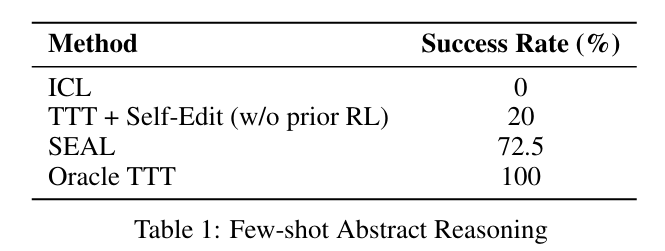 Method Success Rate (%)
ICL 0
TTT + Self-Edit (w/o prior RL) 20
SEAL 72.5
Oracle TTT 100
Table 1: Few-shot Abstract Reasoning